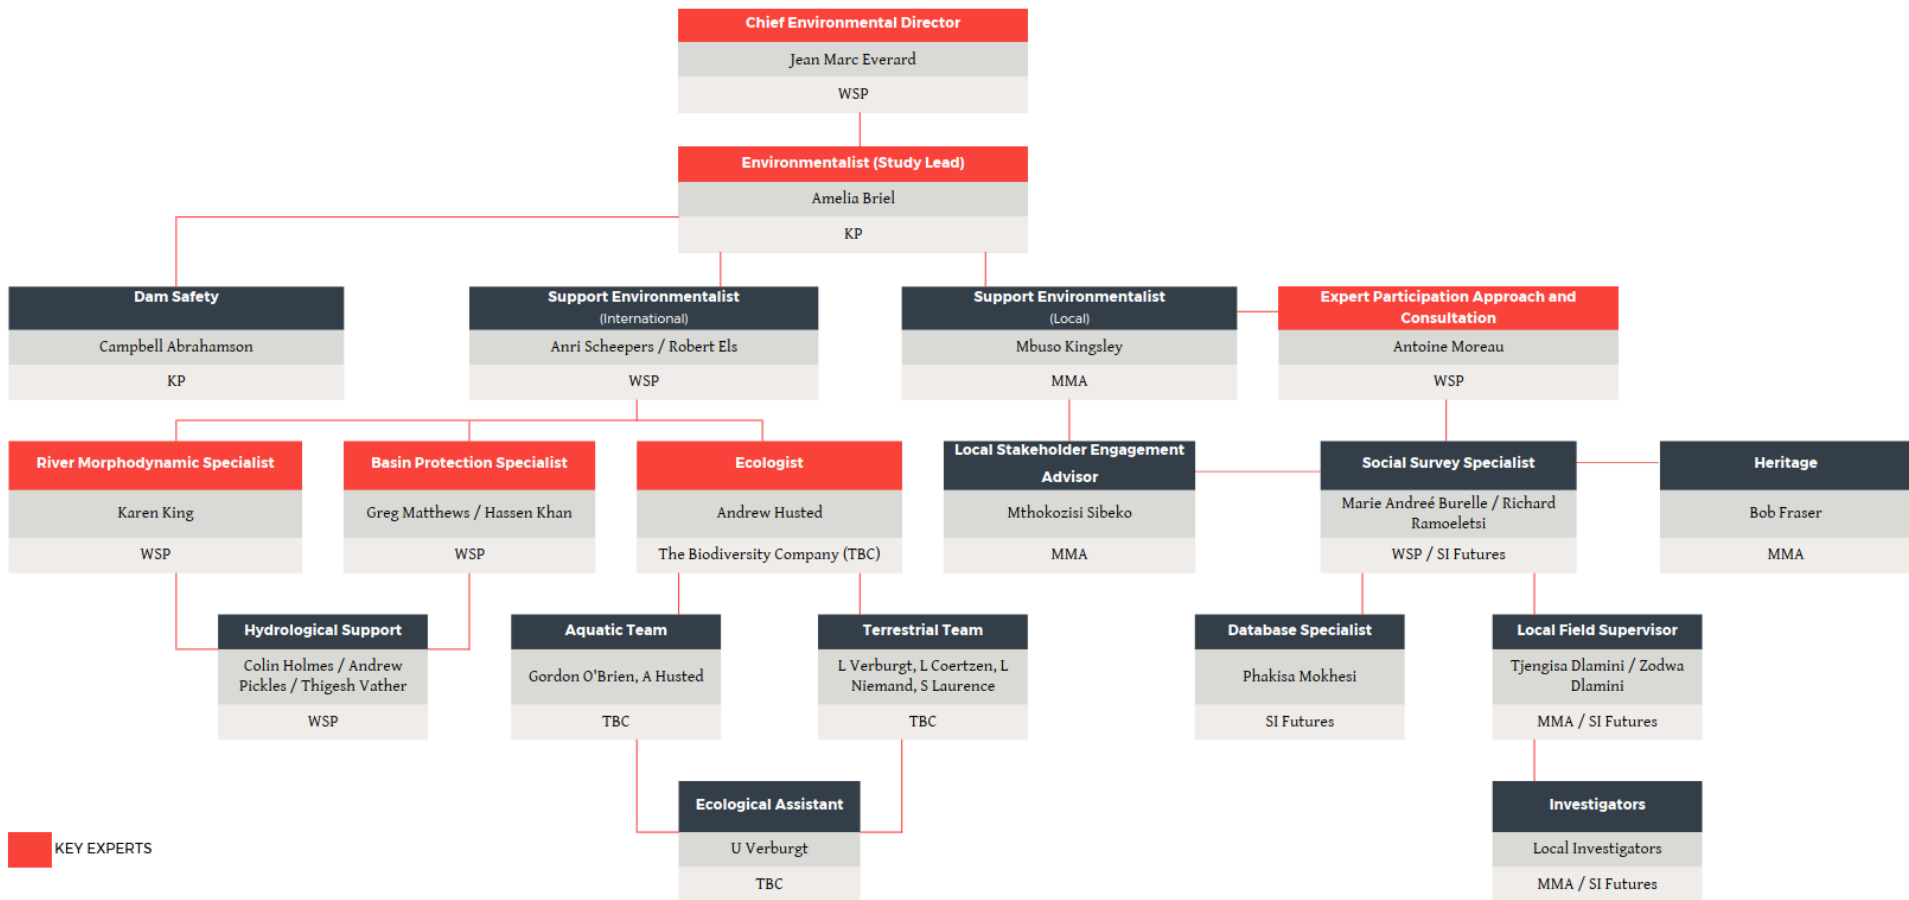 Chief Environmental Director
Jean Marc Everard
WSP
Environmentalist (Study Lead)
Amelia Briel
KP
Dam Safety
Campbell Abrahamson
KP
Support Environmentalist
(International)
Anri Scheepers / Robert Els
WSP
Support Environmentalist
(Local)
Mbuso Kingsley
MMA
Expert Participation Approach and
Consultation
Antoine Moreau
WSP
River Morphodynamic Specialist
Karen King
WSP
Basin Protection Specialist
Greg Matthews / Hassen Khan
WSP
Ecologist
Andrew Husted
The Biodiversity Company (TBC)
Local Stakeholder Engagement
Advisor
Mthokozisi Sibeko
MMA
Social Survey Specialist
Marie Andreé Burelle / Richard
Ramoeletsi
WSP / SI Futures
Heritage
Bob Fraser
MMA
Hydrological Support
Colin Holmes / Andrew
Pickles / Thigesh Vather
WSP
Aquatic Team
Gordon O'Brien, A Husted
TBC
Terrestrial Team
L Verburgt, L Coertzen, L
Niemand, S Laurence
TBC
Database Specialist
Phakisa Mokhesi
SI Futures
Local Field Supervisor
Tjengisa Dlamini / Zodwa
Dlamini
MMA / SI Futures
Ecological Assistant
U Verburgt
TBC
Investigators
Local Investigators
MMA / SI Futures
KEY EXPERTS